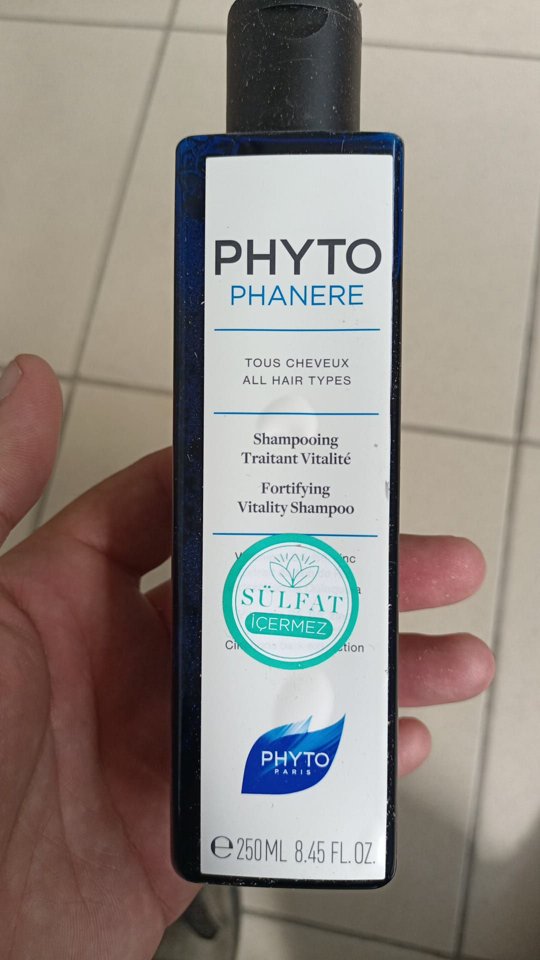 PHYTO
PHANERE
TOUS CHEVEUX
ALL HAIR TYPES
Shampooing
Traitant Vitalité
Fortifying
Vitality Shampoo
SÜLFAT
İÇERMEZ
PHYTO
PARIS
℮ 250ML 8.45 FL.OZ.